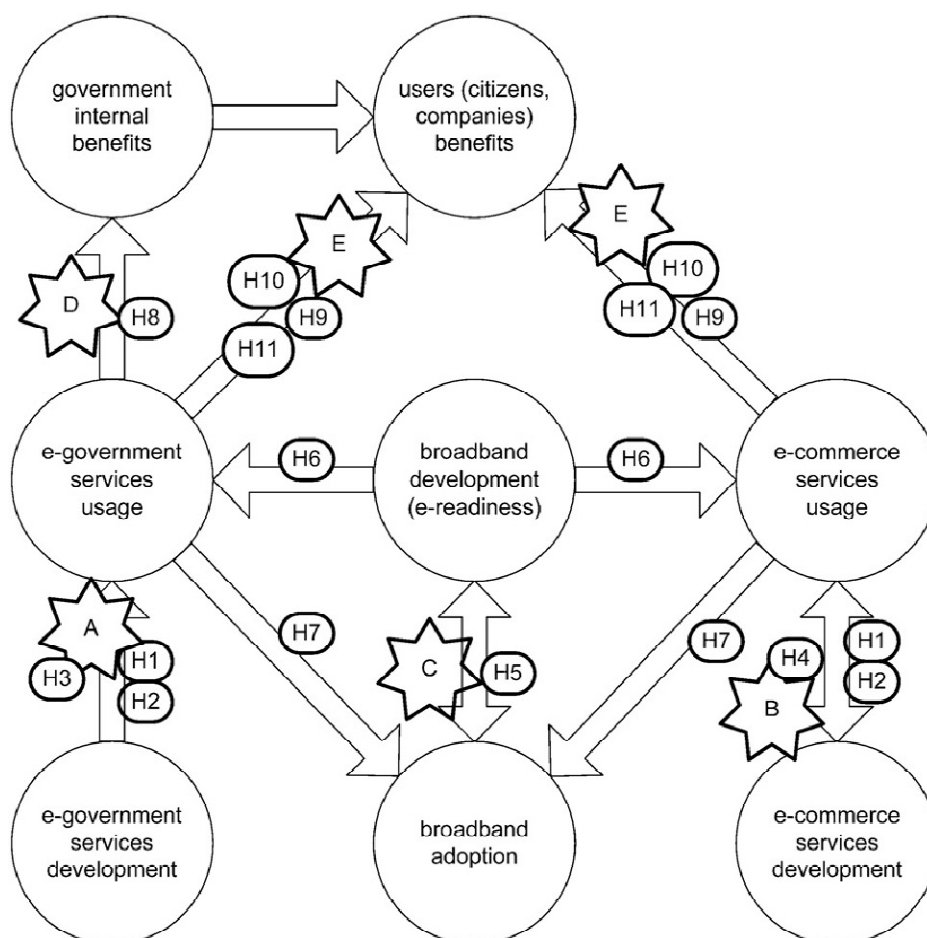 government
internal
benefits
users (citizens,
companies)
benefits
E
E
H10
H10
D
H8
H9
H11
H9
H11
e-government
services
usage
H6
broadband
development
(e-readiness)
H6
e-commerce
services
usage
A
H7
H7
H1
H1
H3
C
H5
H4
H2
H2
B
e-government
services
development
broadband
adoption
e-commerce
services
development